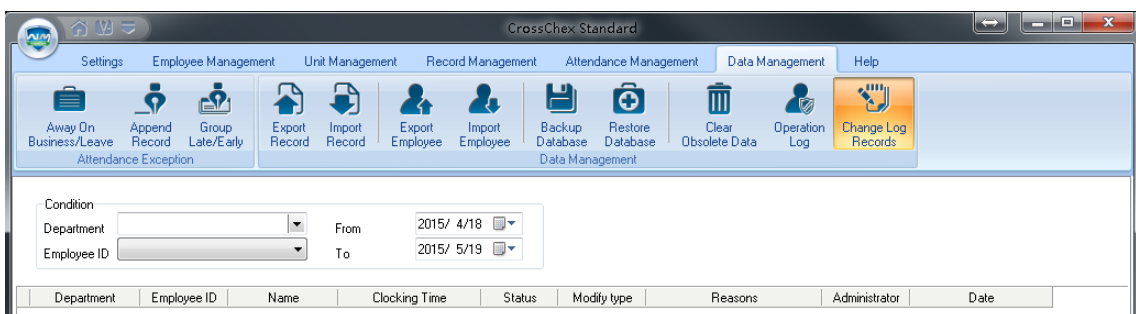 CrossChex Standard
Settings Employee Management Unit Management Record Management Attendance Management Data Management Help
Away On Business/Leave
Append Record
Group Late/Early
Export Record
Import Record
Export Employee
Import Employee
Backup Database
Restore Database
Clear Obsolete Data
Operation Log
Change Log Records
Attendance Exception Data Management
Condition
Department From 2015/ 4/18
Employee ID To 2015/ 5/19
Department Employee ID Name Clocking Time Status Modify type Reasons Administrator Date